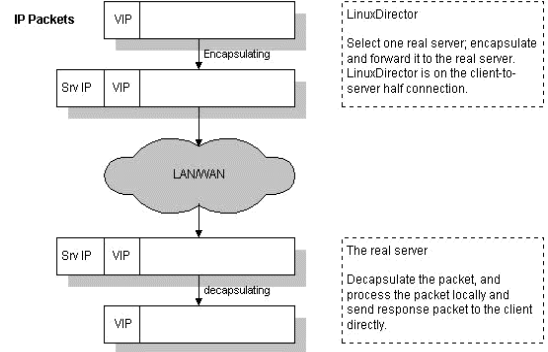 IP Packets
VIP
Encapsulating
Srv IP VIP
LAN/WAN
Srv IP VIP
decapsulating
VIP
LinuxDirector
Select one real server; encapsulate
and forward it to the real server.
LinuxDirector is on the client-to-
server half connection.
The real server
Decapsulate the packet, and
process the packet locally and
send response packet to the client
directly.